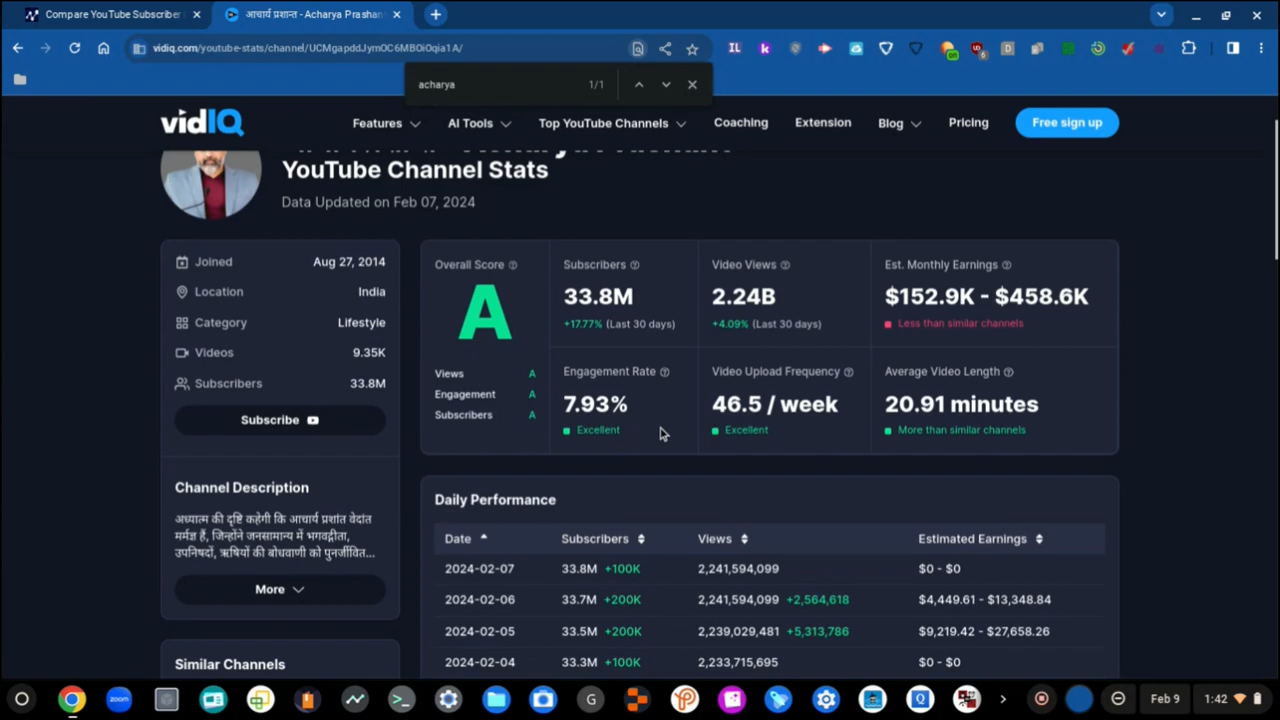 Compare YouTube Subscriber
आचार्य प्रशान्त - Acharya Prashan
vidiq.com/youtube-stats/channel/UCMgapddJymOC6MBOi0qia1A/
acharya 1/1
vidIQ Features AI Tools Top YouTube Channels Coaching Extension Blog Pricing Free sign up
YouTube Channel Stats
Data Updated on Feb 07, 2024
Joined Aug 27, 2014
Location India
Category Lifestyle
Videos 9.35K
Subscribers 33.8M
Subscribe
Channel Description
अध्यात्म की दृष्टि कहेगी कि आचार्य प्रशांत वेदांत
मर्मज्ञ हैं, जिन्होंने जनसामान्य में भगवद्गीता,
उपनिषदों, ऋषियों की बोधवाणी को पुनर्जीवित...
More
Similar Channels
Overall Score
A
Views A
Engagement A
Subscribers A
Subscribers
33.8M
+17.77% (Last 30 days)
Video Views
2.24B
+4.09% (Last 30 days)
Est. Monthly Earnings
$152.9K - $458.6K
Less than similar channels
Engagement Rate
7.93%
Excellent
Video Upload Frequency
46.5 / week
Excellent
Average Video Length
20.91 minutes
More than similar channels
Daily Performance
Date Subscribers Views Estimated Earnings
2024-02-07 33.8M +100K 2,241,594,099 $0 - $0
2024-02-06 33.7M +200K 2,241,594,099 +2,564,618 $4,449.61 - $13,348.84
2024-02-05 33.5M +200K 2,239,029,481 +5,313,786 $9,219.42 - $27,658.26
2024-02-04 33.3M +100K 2,233,715,695 $0 - $0
zoom
Feb 9 1:42